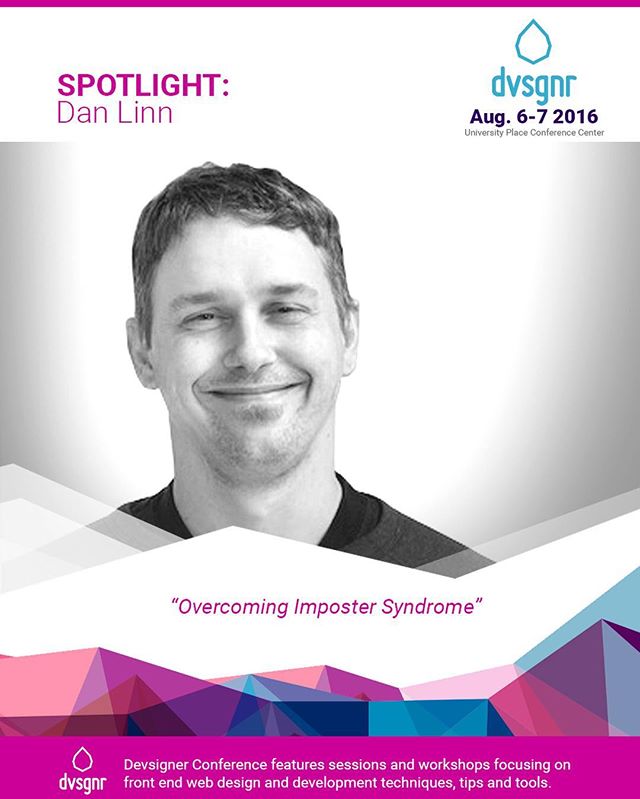 SPOTLIGHT:
Dan Linn
dvsgnr
Aug. 6-7 2016
University Place Conference Center
“Overcoming Imposter Syndrome”
dvsgnr
Devsigner Conference features sessions and workshops focusing on
front end web design and development techniques, tips and tools.